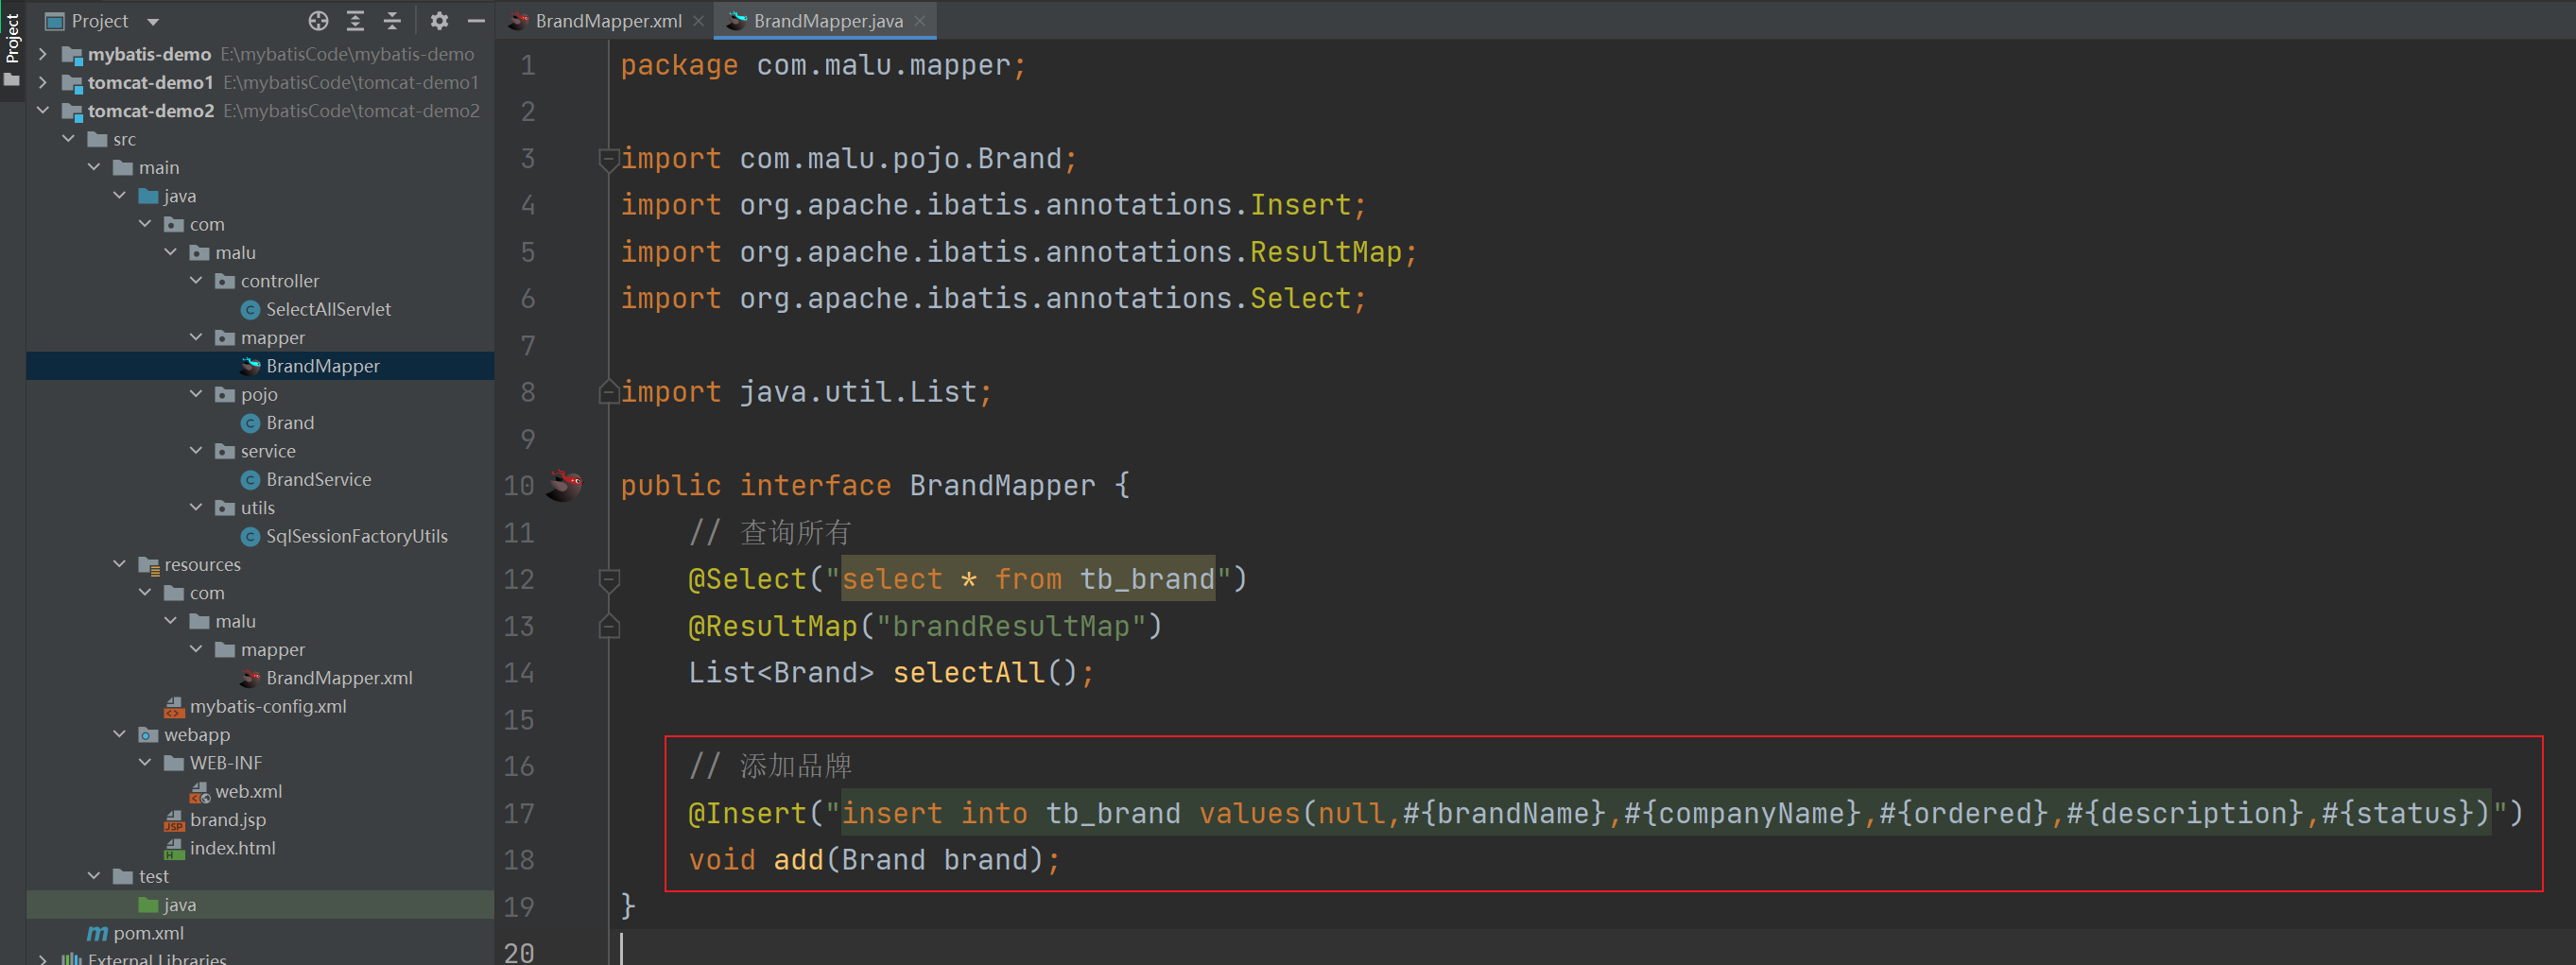 Project
Project
mybatis-demo E:\mybatisCode\mybatis-demo
tomcat-demo1 E:\mybatisCode\tomcat-demo1
tomcat-demo2 E:\mybatisCode\tomcat-demo2
src
main
java
com
malu
controller
SelectAllServlet
mapper
BrandMapper
pojo
Brand
service
BrandService
utils
SqlSessionFactoryUtils
resources
com
malu
mapper
BrandMapper.xml
mybatis-config.xml
webapp
WEB-INF
web.xml
brand.jsp
index.html
test
java
pom.xml
External Libraries
BrandMapper.xml
BrandMapper.java
1 package com.malu.mapper;
2
3 import com.malu.pojo.Brand;
4 import org.apache.ibatis.annotations.Insert;
5 import org.apache.ibatis.annotations.ResultMap;
6 import org.apache.ibatis.annotations.Select;
7
8 import java.util.List;
9
10 public interface BrandMapper {
11 // 查询所有
12 @Select("select * from tb_brand")
13 @ResultMap("brandResultMap")
14 List<Brand> selectAll();
15
16 // 添加品牌
17 @Insert("insert into tb_brand values(null,#{brandName},#{companyName},#{ordered},#{description},#{status})")
18 void add(Brand brand);
19 }
20